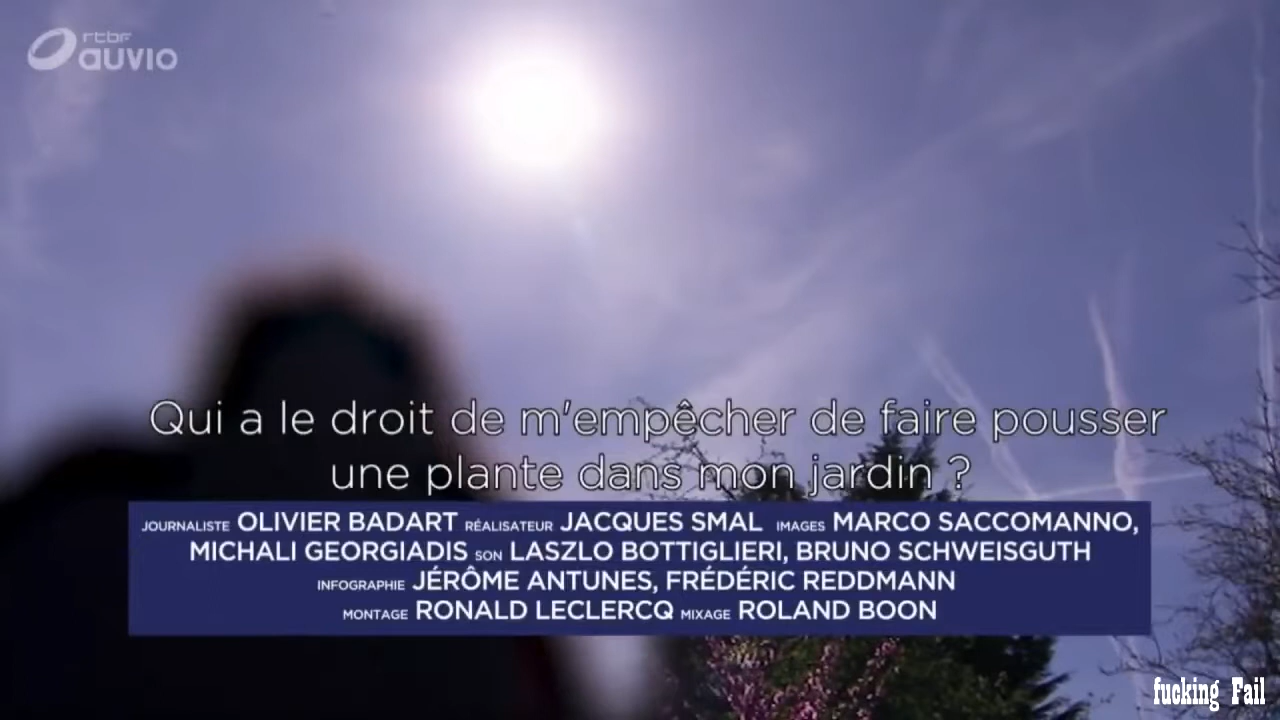 rtbf
auvio
Qui a le droit de m'empêcher de faire pousser
une plante dans mon jardin ?
JOURNALISTE OLIVIER BADART RÉALISATEUR JACQUES SMAL IMAGES MARCO SACCOMANNO,
MICHALI GEORGIADIS SON LASZLO BOTTIGLIERI, BRUNO SCHWEISGUTH
INFOGRAPHIE JÉRÔME ANTUNES, FRÉDÉRIC REDDMANN
MONTAGE RONALD LECLERCQ MIXAGE ROLAND BOON
fucking Fail